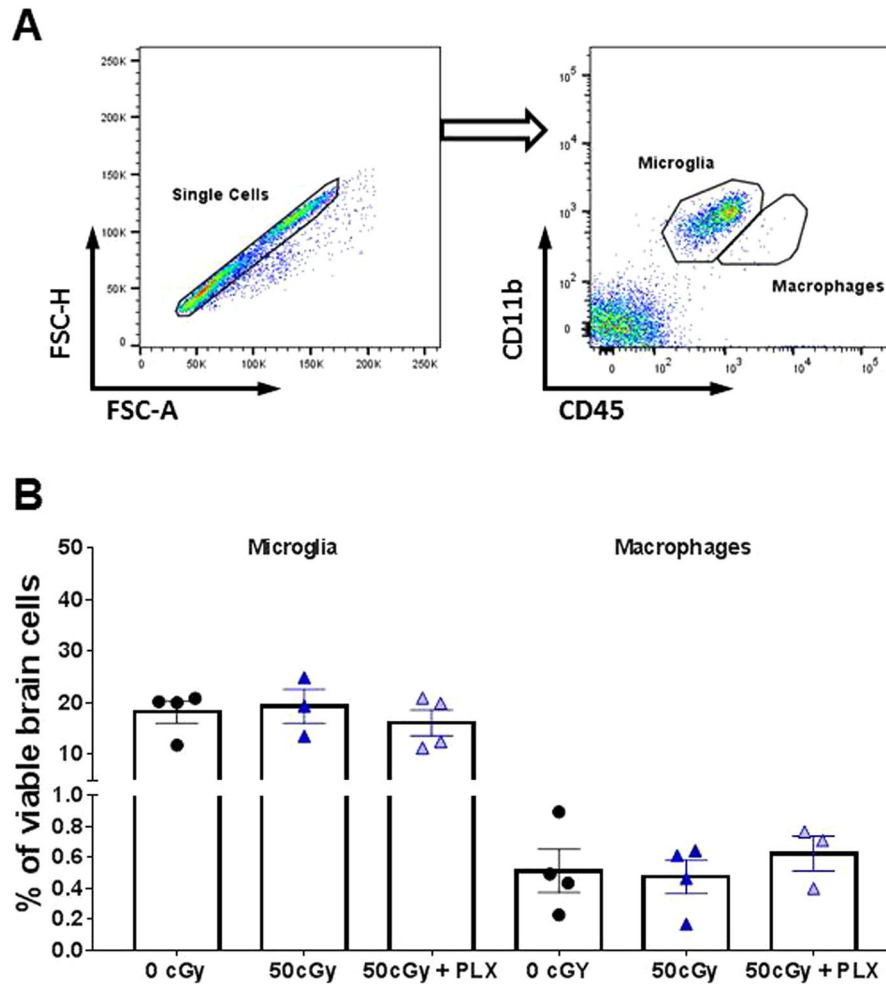 A
250K
200K
150K
100K
50K
0
Single Cells
0 50K 100K 150K 200K 250K
FSC-H
FSC-A
10^5
10^4
10^3
10^2
0
Microglia
Macrophages
0 10^2 10^3 10^4 10^5
CD11b
CD45
B
Microglia Macrophages
% of viable brain cells
50
40
30
20
10
1.0
0.8
0.6
0.4
0.2
0.0
0 cGy 50cGy 50cGy + PLX 0 cGY 50cGy 50cGy + PLX